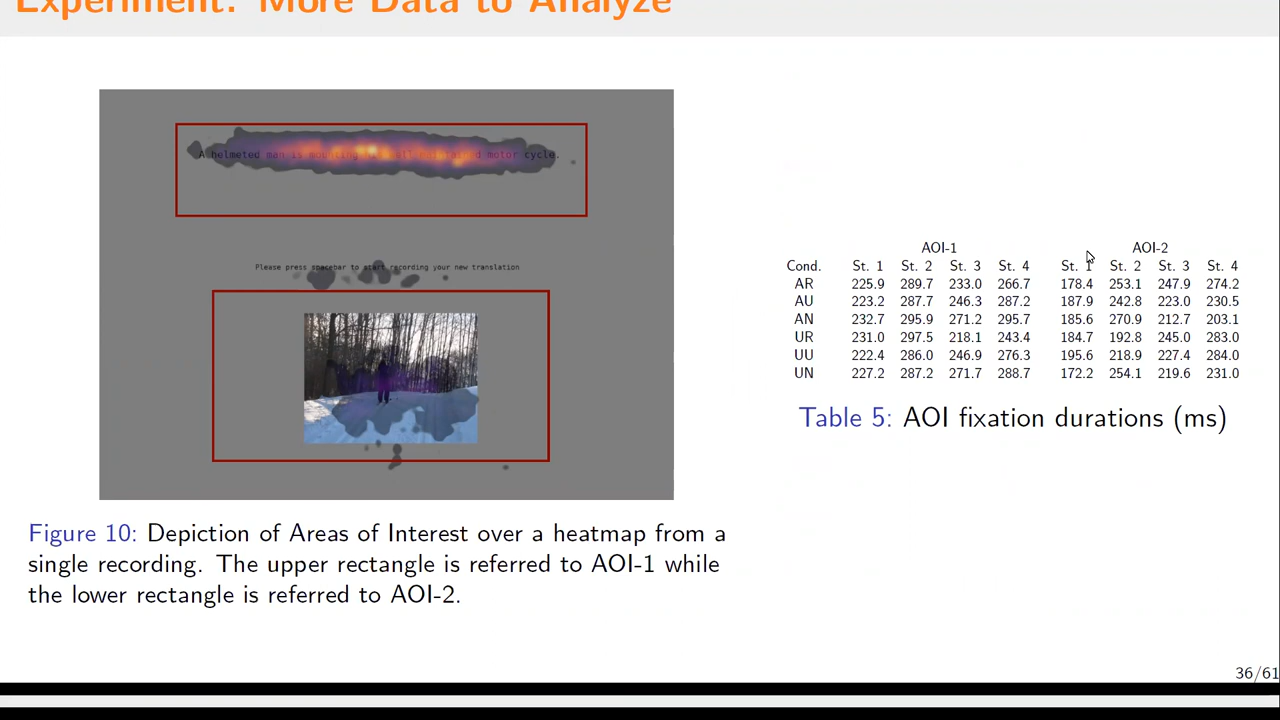 Experiment: More Data to Analyze
A helmeted man is mounting motor cycle.
Please press spacebar to start recording your new translation
Figure 10: Depiction of Areas of Interest over a heatmap from a
single recording. The upper rectangle is referred to AOI-1 while
the lower rectangle is referred to AOI-2.
AOI-1 AOI-2
Cond. St. 1 St. 2 St. 3 St. 4 St. 1 St. 2 St. 3 St. 4
AR 225.9 289.7 233.0 266.7 178.4 253.1 247.9 274.2
AU 223.2 287.7 246.3 287.2 187.9 242.8 223.0 230.5
AN 232.7 295.9 271.2 295.7 185.6 270.9 212.7 203.1
UR 231.0 297.5 218.1 243.4 184.7 192.8 245.0 283.0
UU 222.4 286.0 246.9 276.3 195.6 218.9 227.4 284.0
UN 227.2 287.2 271.7 288.7 172.2 254.1 219.6 231.0
Table 5: AOI fixation durations (ms)
36/61